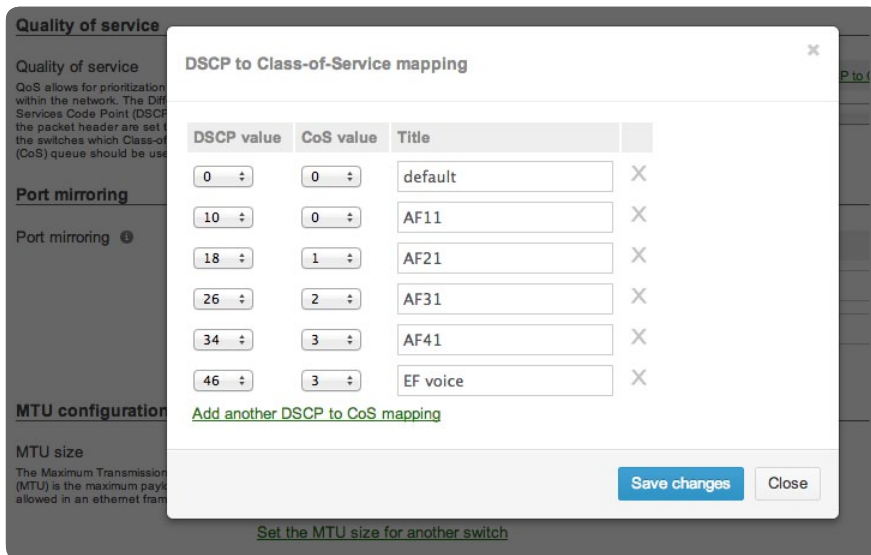 Quality of service
Quality of service
QoS allows for prioritization
within the network. The Diff
Services Code Point (DSCP
the packet header are set t
the switches which Class-of
(CoS) queue should be use
Port mirroring
Port mirroring
MTU configuration
MTU size
The Maximum Transmission
(MTU) is the maximum paylo
allowed in an ethernet fram
Set the MTU size for another switch
P to C
DSCP to Class-of-Service mapping
DSCP value CoS value Title
0 0 default X
10 0 AF11 X
18 1 AF21 X
26 2 AF31 X
34 3 AF41 X
46 3 EF voice X
Add another DSCP to CoS mapping
Save changes Close